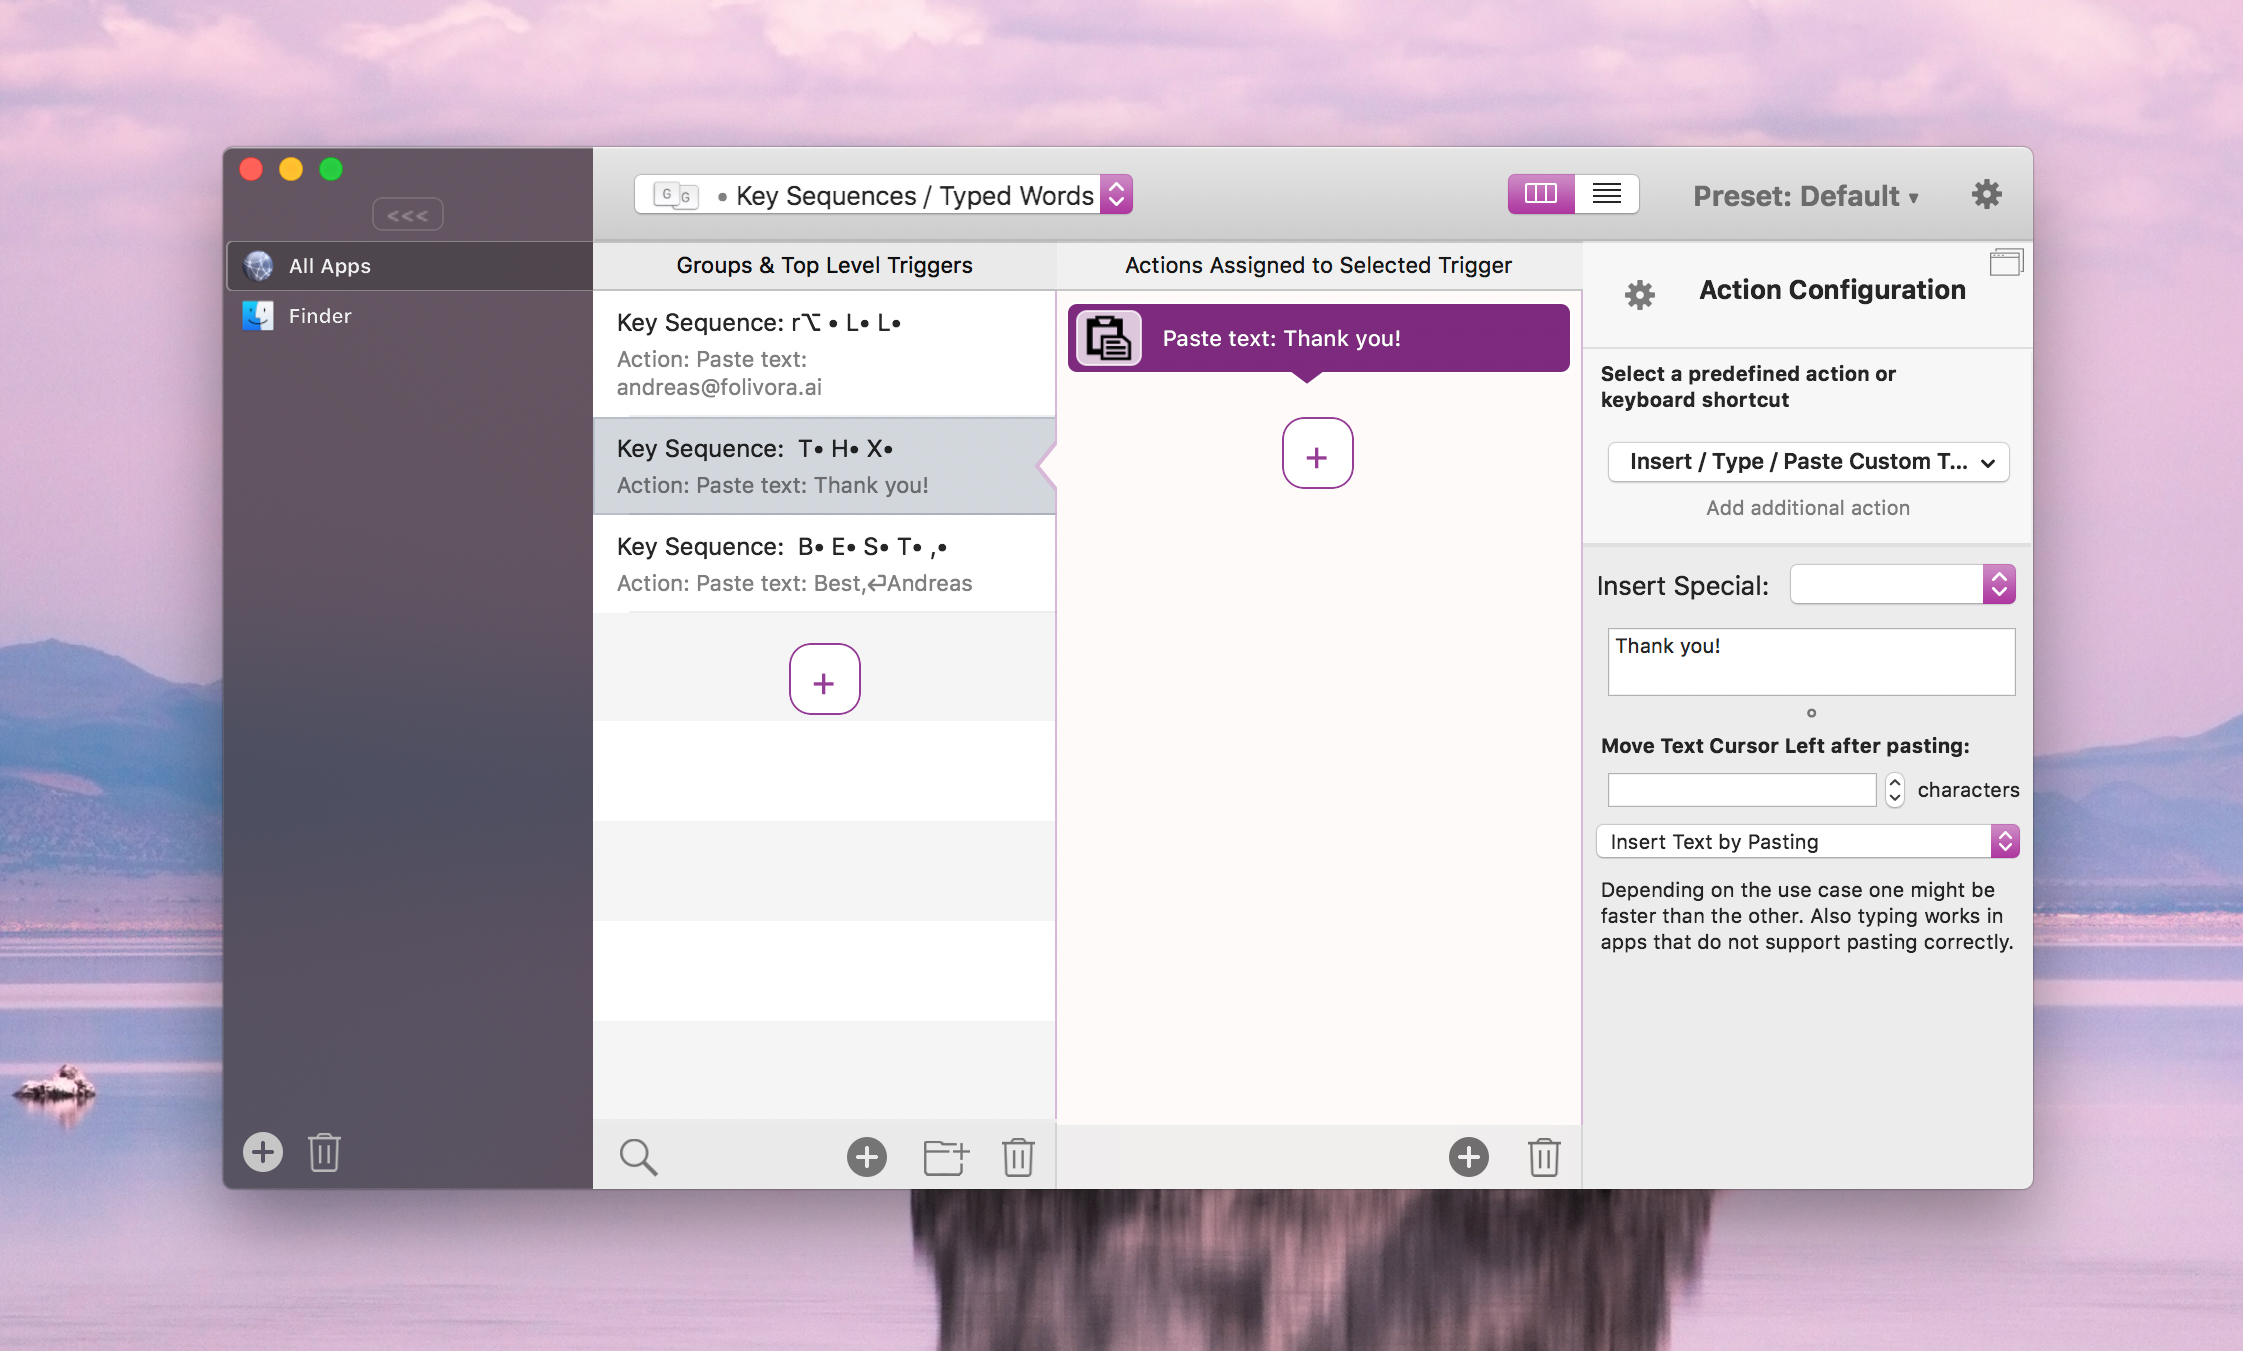 <<<
All Apps
Finder
G G • Key Sequences / Typed Words
Preset: Default ▾
Groups & Top Level Triggers
Key Sequence: r⌥ • L• L•
Action: Paste text:
andreas@folivora.ai
Key Sequence:  T• H• X•
Action: Paste text: Thank you!
Key Sequence:  B• E• S• T• ,•
Action: Paste text: Best,↩Andreas
+
Actions Assigned to Selected Trigger
Paste text: Thank you!
+
Action Configuration
Select a predefined action or
keyboard shortcut
Insert / Type / Paste Custom T...
Add additional action
Insert Special:
Thank you!
Move Text Cursor Left after pasting:
characters
Insert Text by Pasting
Depending on the use case one might be
faster than the other. Also typing works in
apps that do not support pasting correctly.